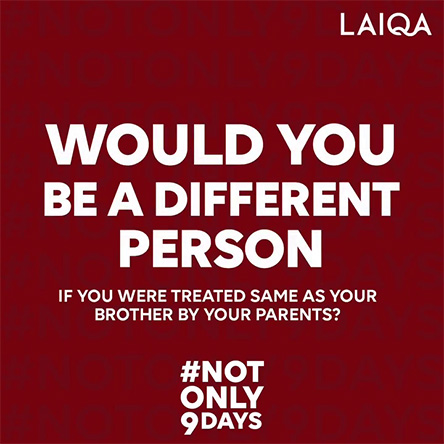 LAIQA
WOULD YOU
BE A DIFFERENT
PERSON
IF YOU WERE TREATED SAME AS YOUR
BROTHER BY YOUR PARENTS?
#NOT
ONLY
9DAYS